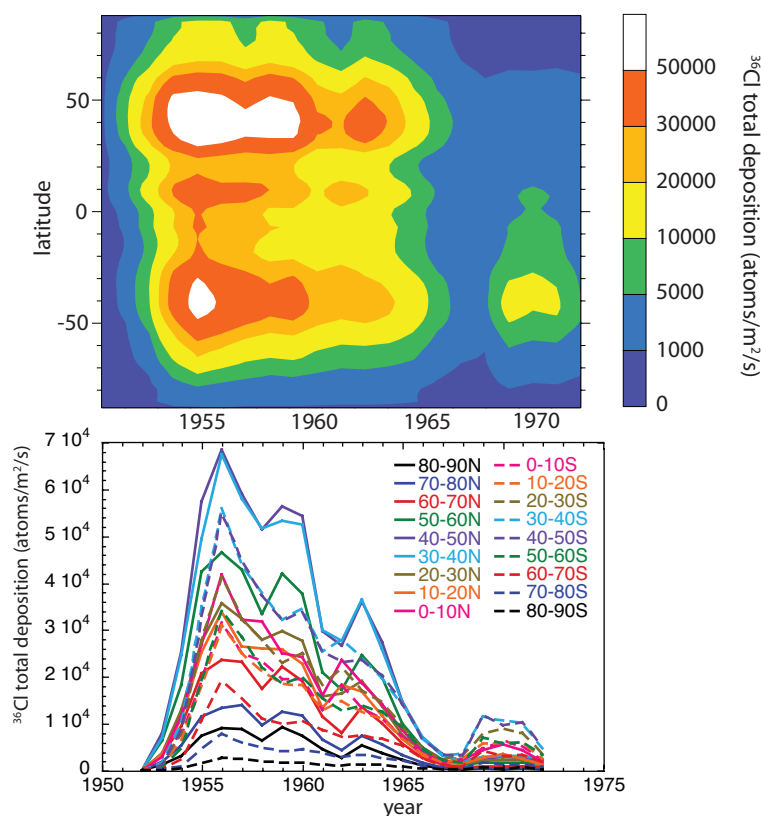 50
0
-50
latitude
1955
1960
1965
1970
50000
30000
20000
10000
5000
1000
0
³⁶Cl total deposition (atoms/m²/s)
7 10⁴
6 10⁴
5 10⁴
4 10⁴
3 10⁴
2 10⁴
1 10⁴
0
³⁶Cl total deposition (atoms/m²/s)
80-90N
70-80N
60-70N
50-60N
40-50N
30-40N
20-30N
10-20N
0-10N
0-10S
10-20S
20-30S
30-40S
40-50S
50-60S
60-70S
70-80S
80-90S
1950
1955
1960
1965
1970
1975
year